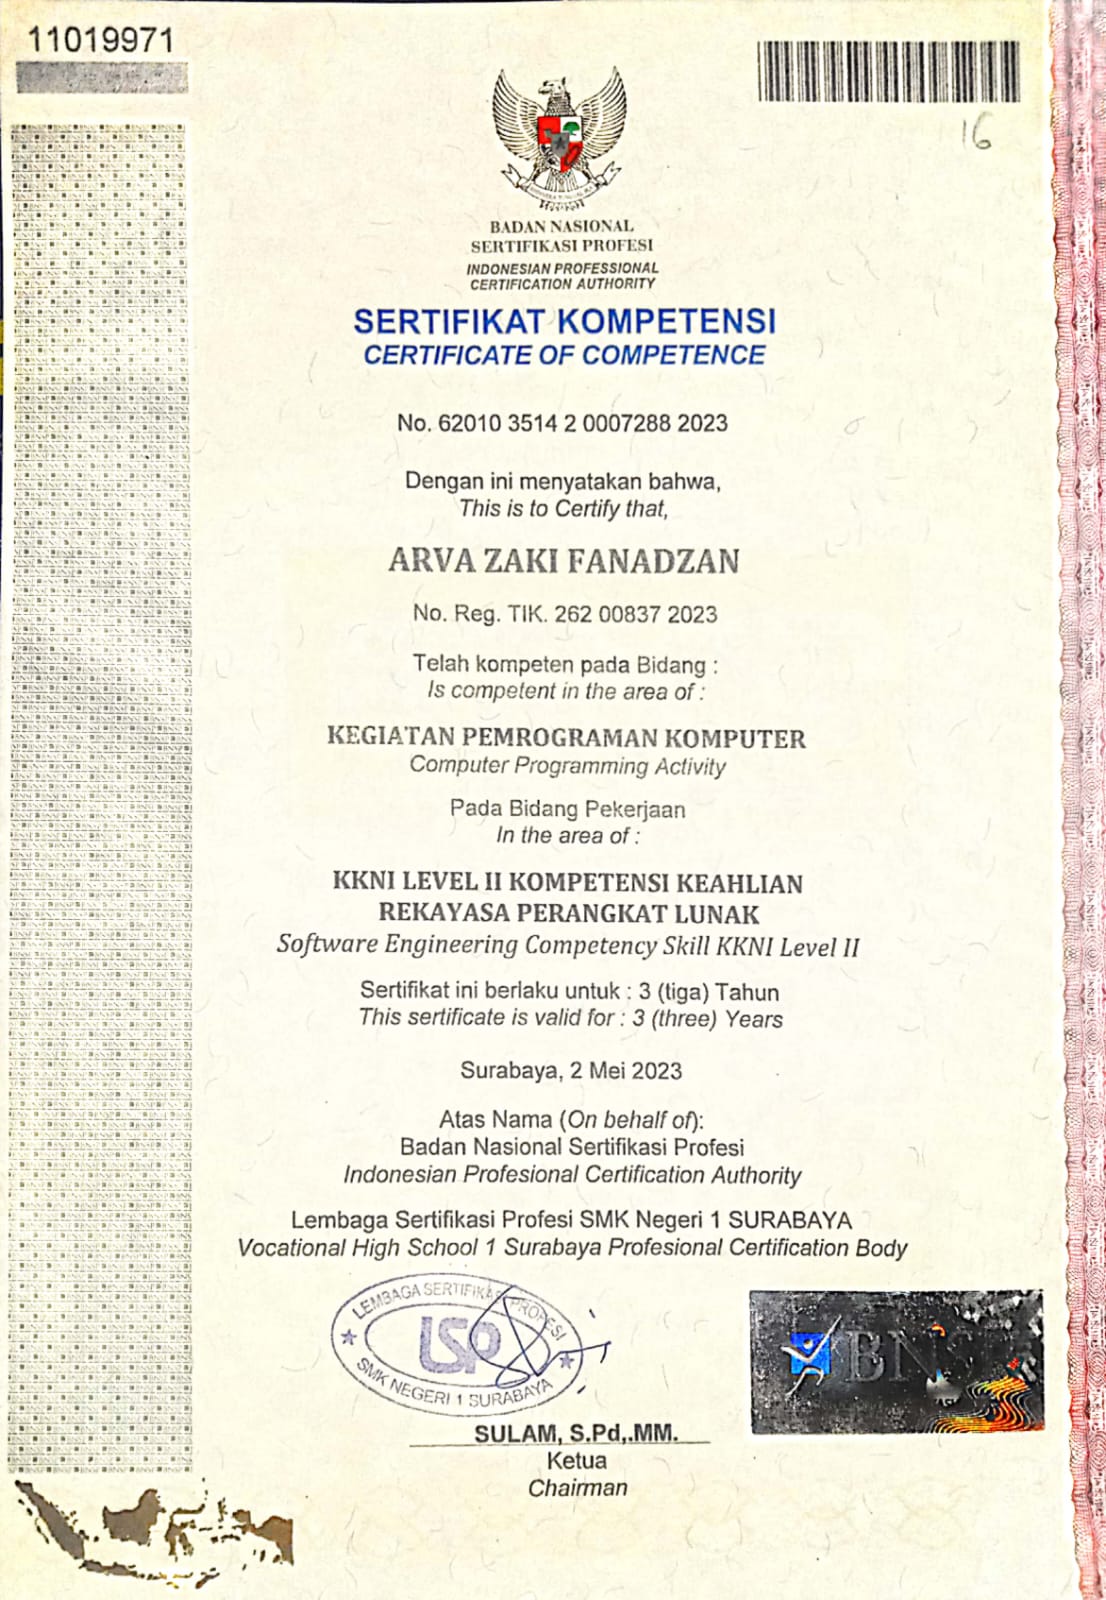 11019971
16
BADAN NASIONAL
SERTIFIKASI PROFESI
INDONESIAN PROFESSIONAL
CERTIFICATION AUTHORITY
SERTIFIKAT KOMPETENSI
CERTIFICATE OF COMPETENCE
No. 62010 3514 2 0007288 2023
Dengan ini menyatakan bahwa,
This is to Certify that,
ARVA ZAKI FANADZAN
No. Reg. TIK. 262 00837 2023
Telah kompeten pada Bidang :
Is competent in the area of :
KEGIATAN PEMROGRAMAN KOMPUTER
Computer Programming Activity
Pada Bidang Pekerjaan
In the area of :
KKNI LEVEL II KOMPETENSI KEAHLIAN
REKAYASA PERANGKAT LUNAK
Software Engineering Competency Skill KKNI Level II
Sertifikat ini berlaku untuk : 3 (tiga) Tahun
This sertificate is valid for : 3 (three) Years
Surabaya, 2 Mei 2023
Atas Nama (On behalf of):
Badan Nasional Sertifikasi Profesi
Indonesian Profesional Certification Authority
Lembaga Sertifikasi Profesi SMK Negeri 1 SURABAYA
Vocational High School 1 Surabaya Profesional Certification Body
LEMBAGA SERTIFIKASI PROFESI
LSP
SMK NEGERI 1 SURABAYA
SULAM, S.Pd,.MM.
Ketua
Chairman